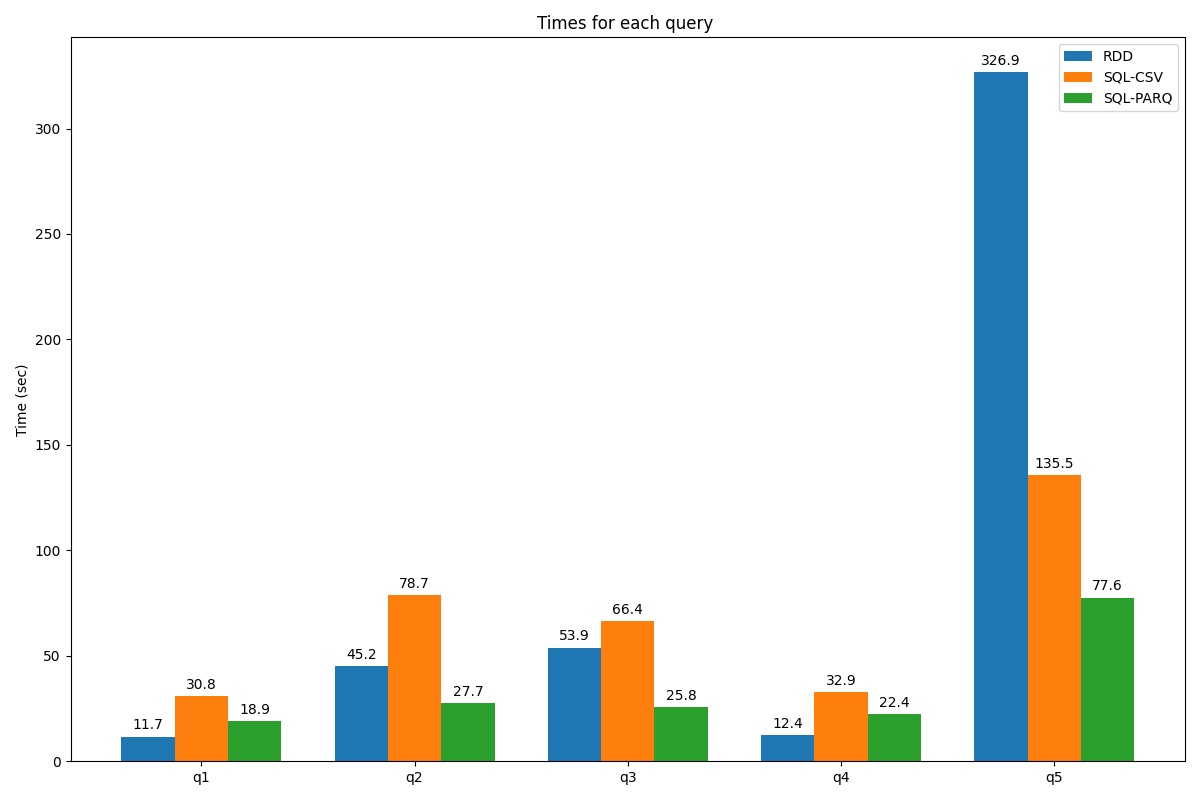 Times for each query
RDD
SQL-CSV
SQL-PARQ
Time (sec)
300
250
200
150
100
50
0
11.7
30.8
18.9
45.2
78.7
27.7
53.9
66.4
25.8
12.4
32.9
22.4
326.9
135.5
77.6
q1
q2
q3
q4
q5